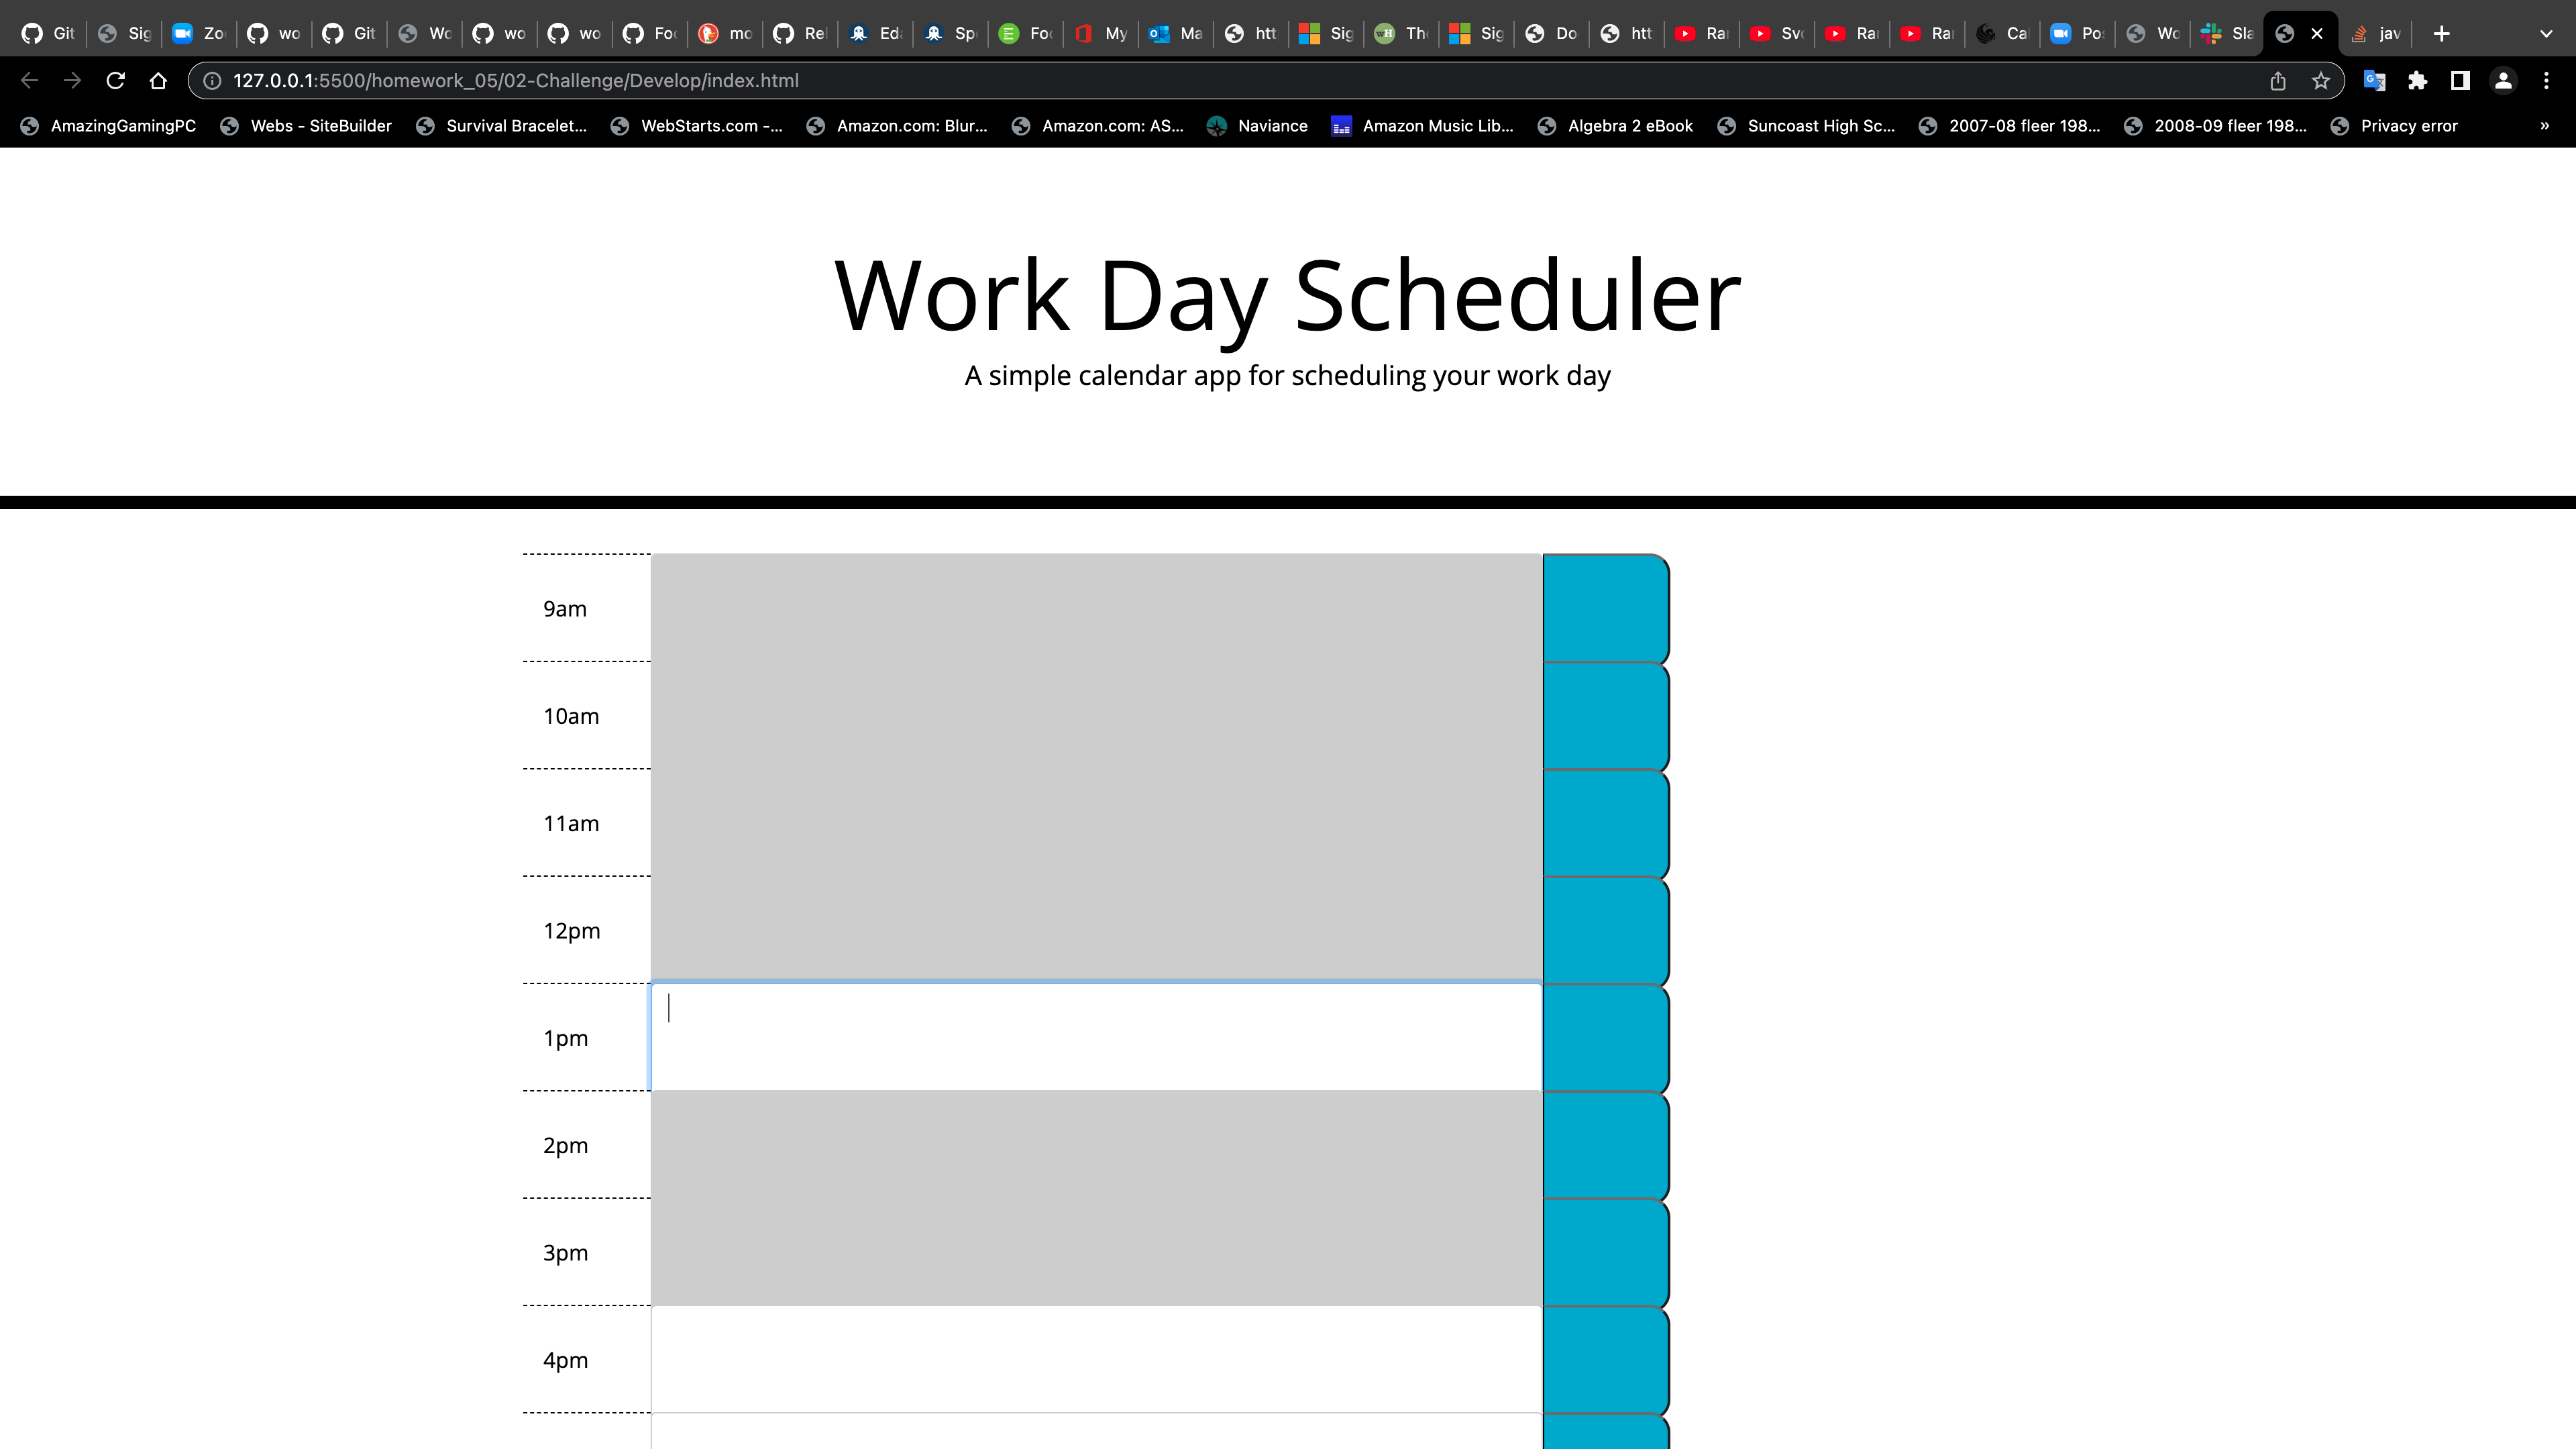 Git Sig Zo wo Git Wo wo wo Fo mo Rel Ed Sp Fo My Ma htt Sig Th Sig Do htt Ra Sv Ra Ra Ca Po Wo Sla jav
127.0.0.1:5500/homework_05/02-Challenge/Develop/index.html
AmazingGamingPC Webs - SiteBuilder Survival Bracelet... WebStarts.com -... Amazon.com: Blur... Amazon.com: AS... Naviance Amazon Music Lib... Algebra 2 eBook Suncoast High Sc... 2007-08 fleer 198... 2008-09 fleer 198... Privacy error »
Work Day Scheduler
A simple calendar app for scheduling your work day
9am
10am
11am
12pm
1pm
2pm
3pm
4pm